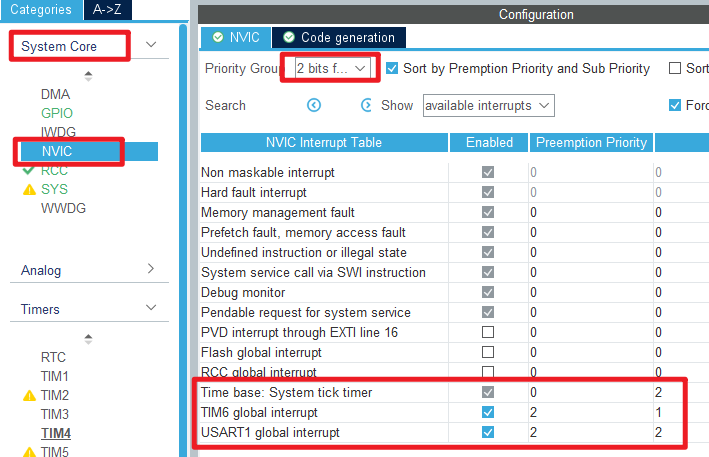 Categories A->Z
System Core
DMA
GPIO
IWDG
NVIC
RCC
SYS
WWDG
Analog
Timers
RTC
TIM1
TIM2
TIM3
TIM4
TIM5
Configuration
NVIC Code generation
Priority Group 2 bits f... Sort by Premption Priority and Sub Priority Sort
Search Show available interrupts Forc
NVIC Interrupt Table Enabled Preemption Priority
Non maskable interrupt 0 0
Hard fault interrupt 0 0
Memory management fault 0 0
Prefetch fault, memory access fault 0 0
Undefined instruction or illegal state 0 0
System service call via SWI instruction 0 0
Debug monitor 0 0
Pendable request for system service 0 0
PVD interrupt through EXTI line 16 0 0
Flash global interrupt 0 0
RCC global interrupt 0 0
Time base: System tick timer 0 2
TIM6 global interrupt 2 1
USART1 global interrupt 2 2